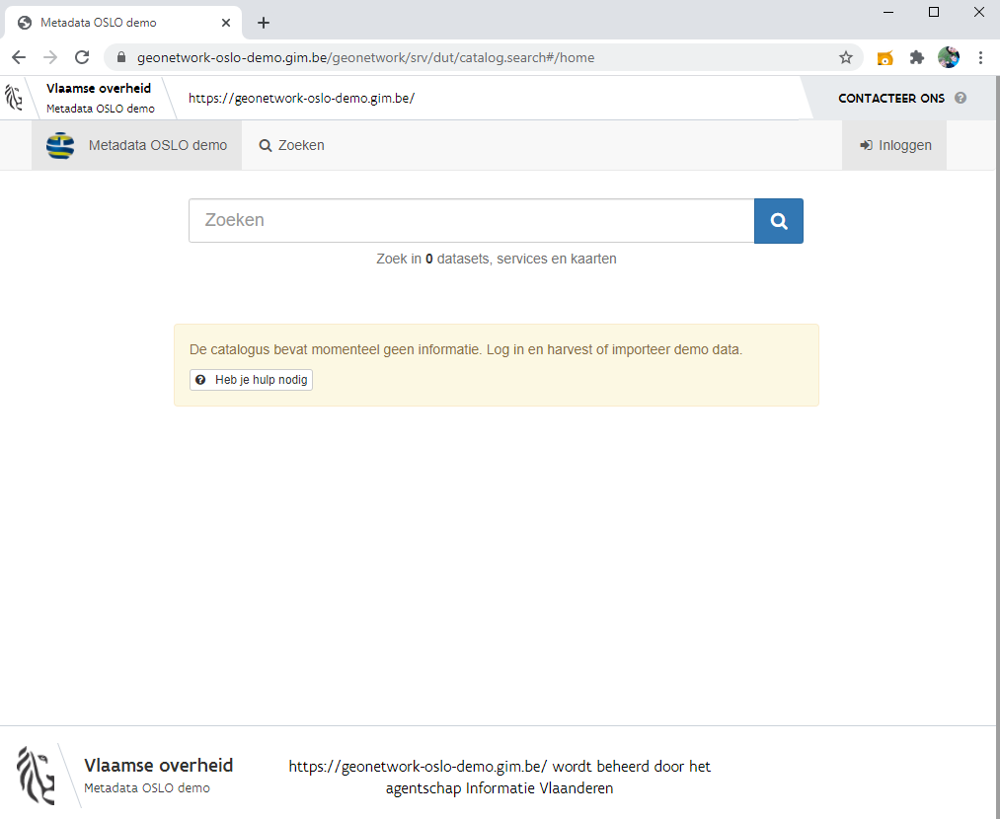 Metadata OSLO demo
geonetwork-oslo-demo.gim.be/geonetwork/srv/dut/catalog.search#/home
Vlaamse overheid
Metadata OSLO demo
https://geonetwork-oslo-demo.gim.be/
CONTACTEER ONS
Metadata OSLO demo
Zoeken
Inloggen
Zoeken
Zoek in 0 datasets, services en kaarten
De catalogus bevat momenteel geen informatie. Log in en harvest of importeer demo data.
Heb je hulp nodig
Vlaamse overheid
Metadata OSLO demo
https://geonetwork-oslo-demo.gim.be/ wordt beheerd door het
agentschap Informatie Vlaanderen